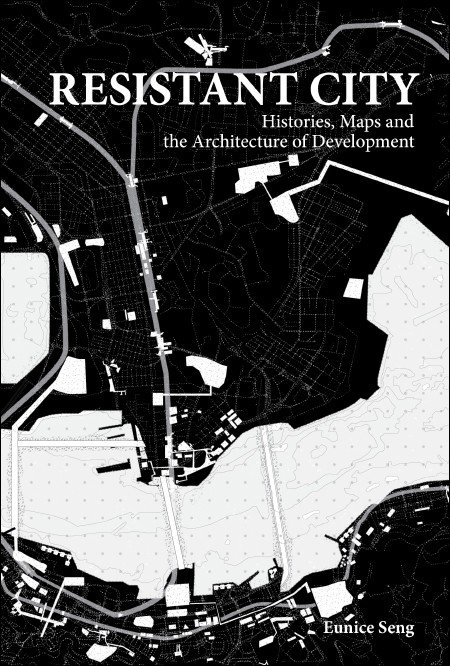 RESISTANT CITY
Histories, Maps and
the Architecture of Development
Eunice Seng